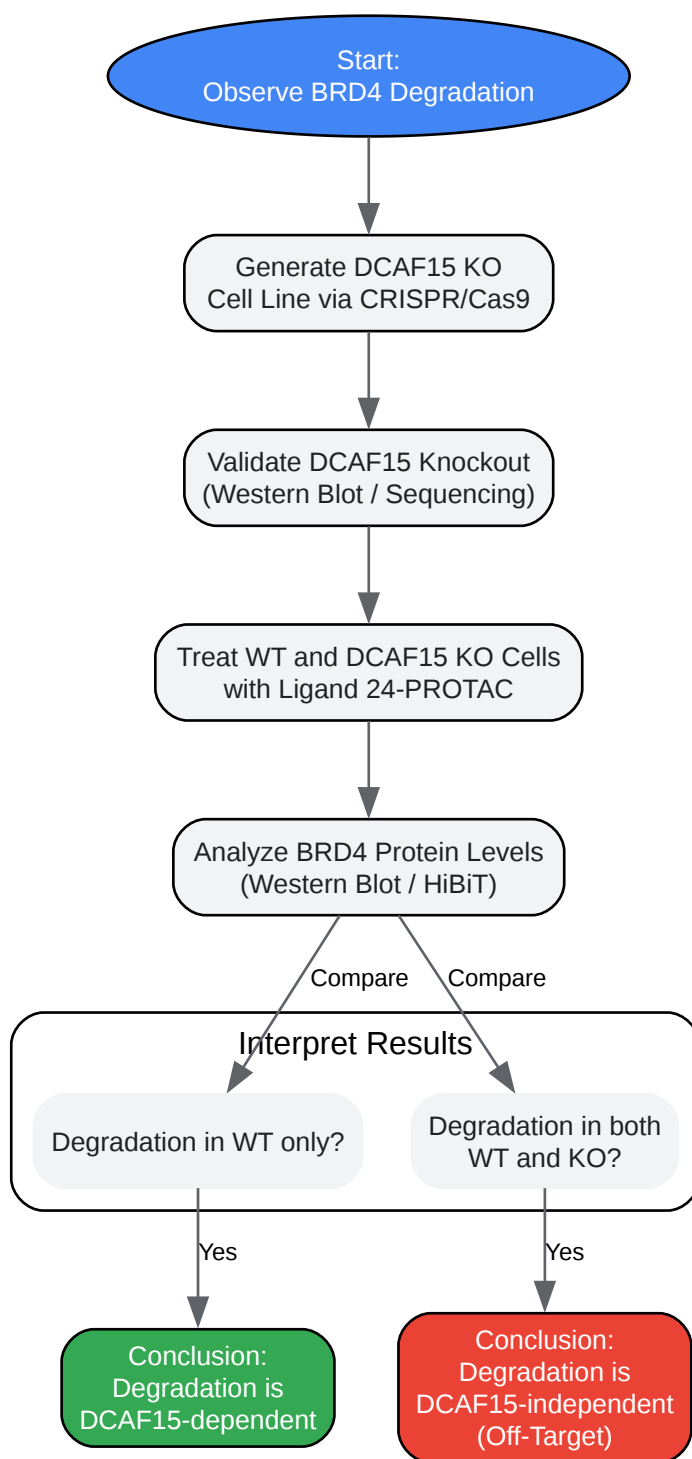 Start:
Observe BRD4 Degradation
Generate DCAF15 KO
Cell Line via CRISPR/Cas9
Validate DCAF15 Knockout
(Western Blot / Sequencing)
Treat WT and DCAF15 KO Cells
with Ligand 24-PROTAC
Analyze BRD4 Protein Levels
(Western Blot / HiBiT)
Compare
Compare
Interpret Results
Degradation in WT only?
Degradation in both
WT and KO?
Yes
Yes
Conclusion:
Degradation is
DCAF15-dependent
Conclusion:
Degradation is
DCAF15-independent
(Off-Target)